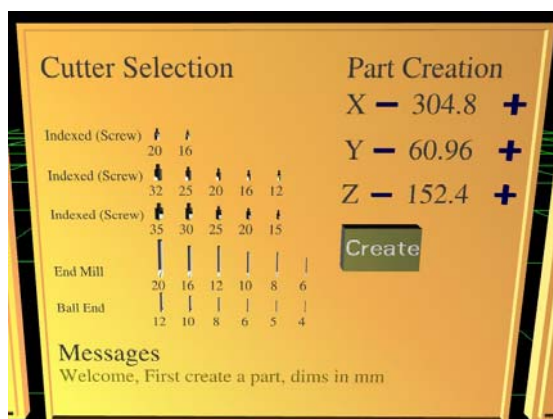 Cutter Selection
Part Creation
X − 304.8 +
Y − 60.96 +
Z − 152.4 +
Create
Indexed (Screw)
20 16
Indexed (Screw)
32 25 20 16 12
Indexed (Screw)
35 30 25 20 15
End Mill
20 16 12 10 8 6
Ball End
12 10 8 6 5 4
Messages
Welcome, First create a part, dims in mm